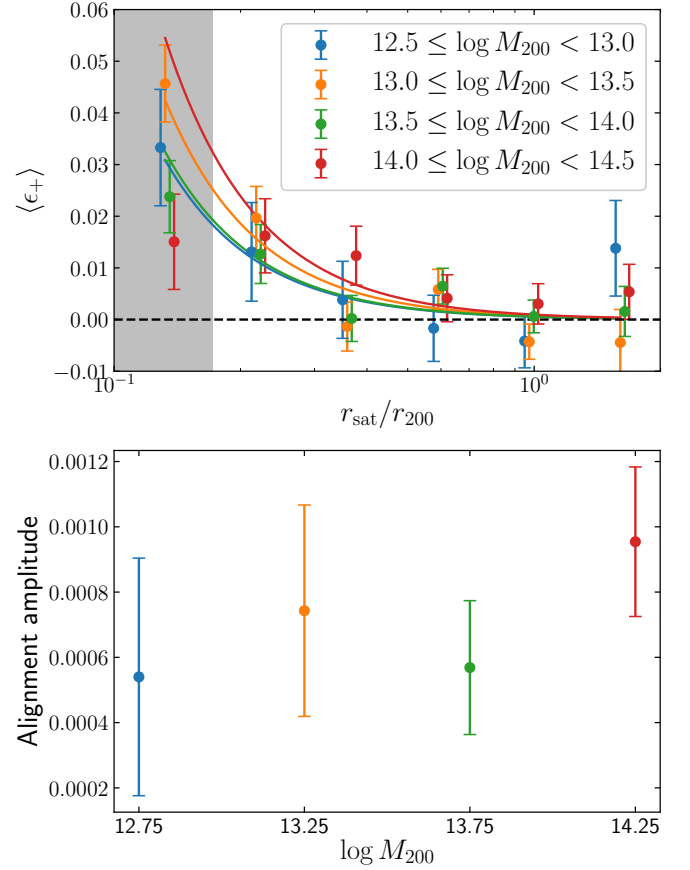 0.06
0.05
0.04
0.03
0.02
0.01
0.00
−0.01
⟨ϵ₊⟩
12.5 ≤ log M₂₀₀ < 13.0
13.0 ≤ log M₂₀₀ < 13.5
13.5 ≤ log M₂₀₀ < 14.0
14.0 ≤ log M₂₀₀ < 14.5
10⁻¹ 10⁰
r_sat/r₂₀₀
0.0012
0.0010
0.0008
0.0006
0.0004
0.0002
Alignment amplitude
12.75 13.25 13.75 14.25
log M₂₀₀